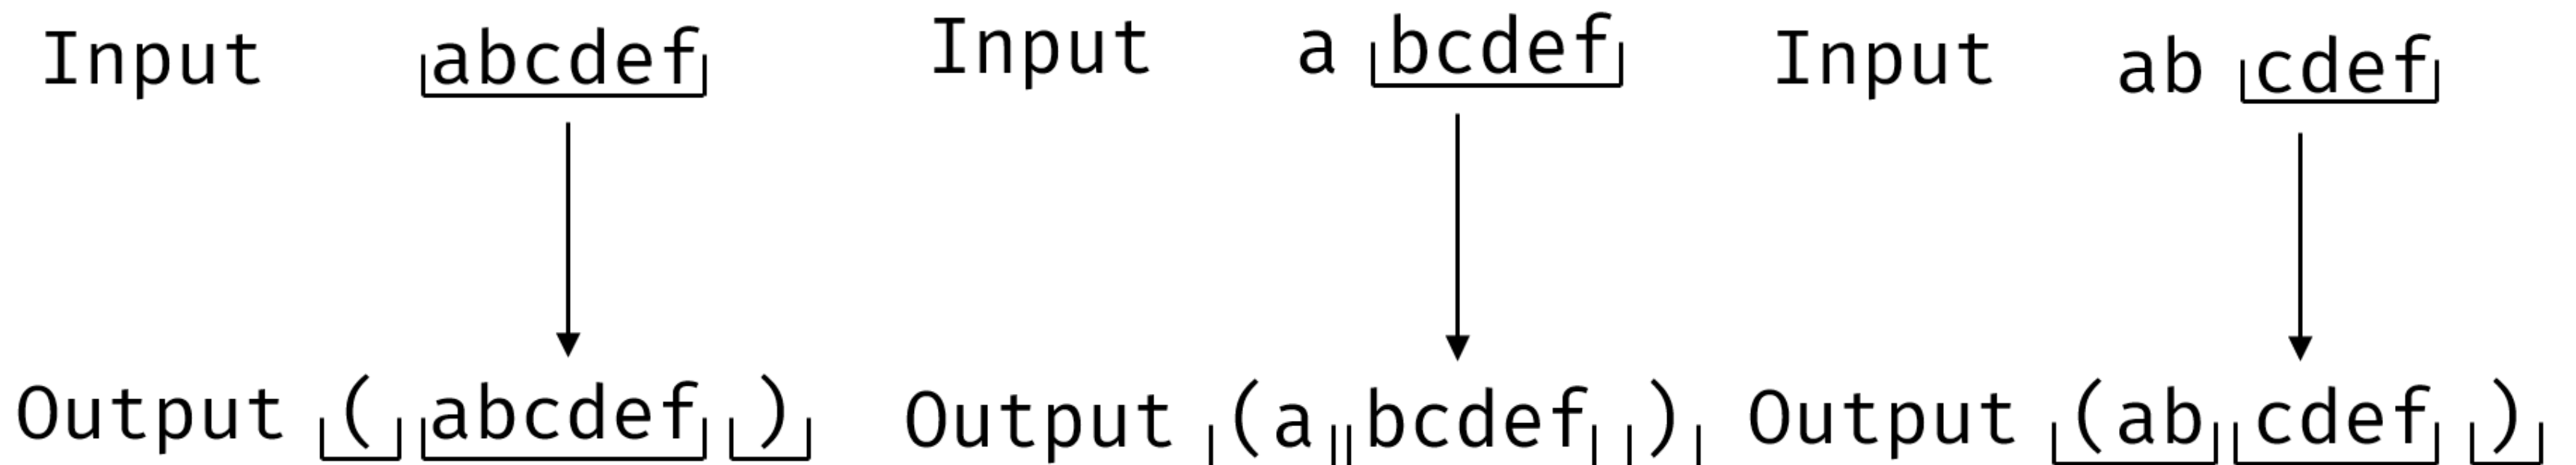 Input abcdef
Output ( abcdef )
Input a bcdef
Output (a bcdef )
Input ab cdef
Output (ab cdef )